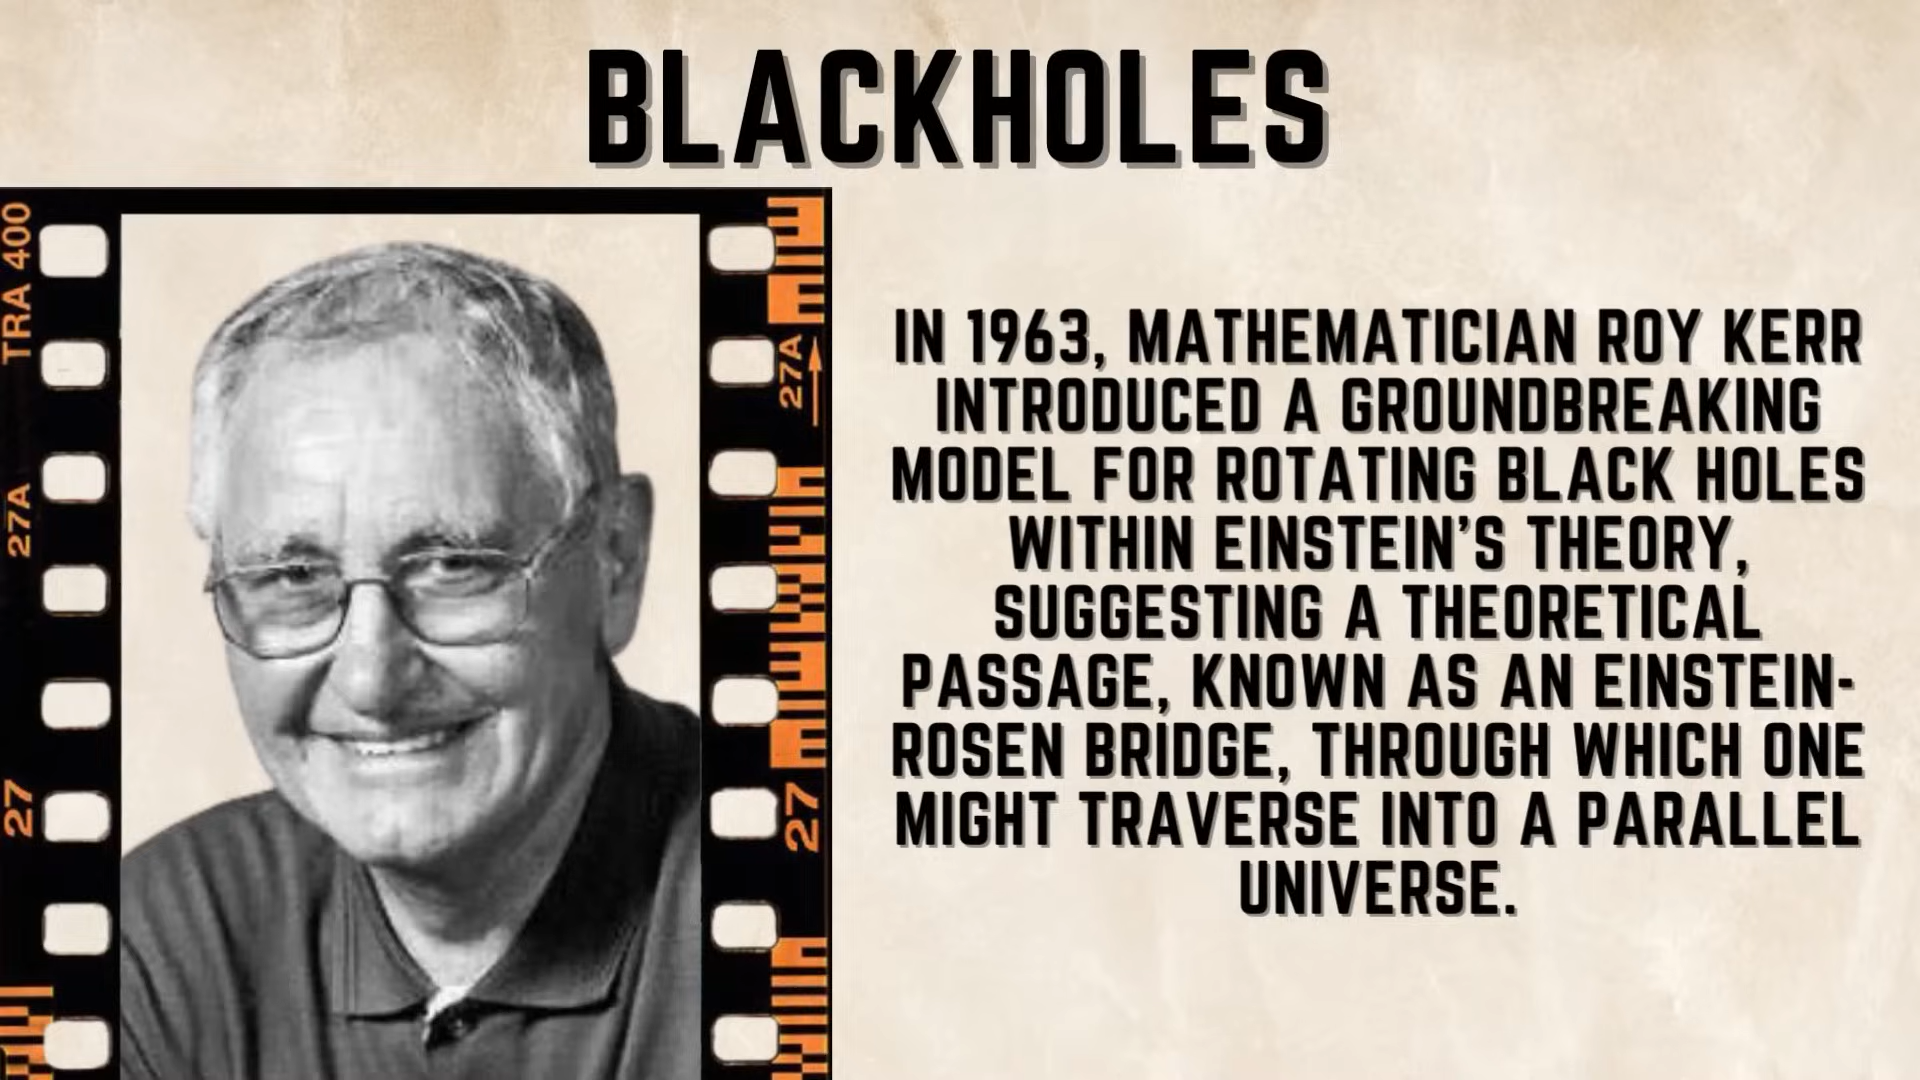 BLACKHOLES
TRA 400
27A
27
27A
27
IN 1963, MATHEMATICIAN ROY KERR
INTRODUCED A GROUNDBREAKING
MODEL FOR ROTATING BLACK HOLES
WITHIN EINSTEIN’S THEORY,
SUGGESTING A THEORETICAL
PASSAGE, KNOWN AS AN EINSTEIN-
ROSEN BRIDGE, THROUGH WHICH ONE
MIGHT TRAVERSE INTO A PARALLEL
UNIVERSE.